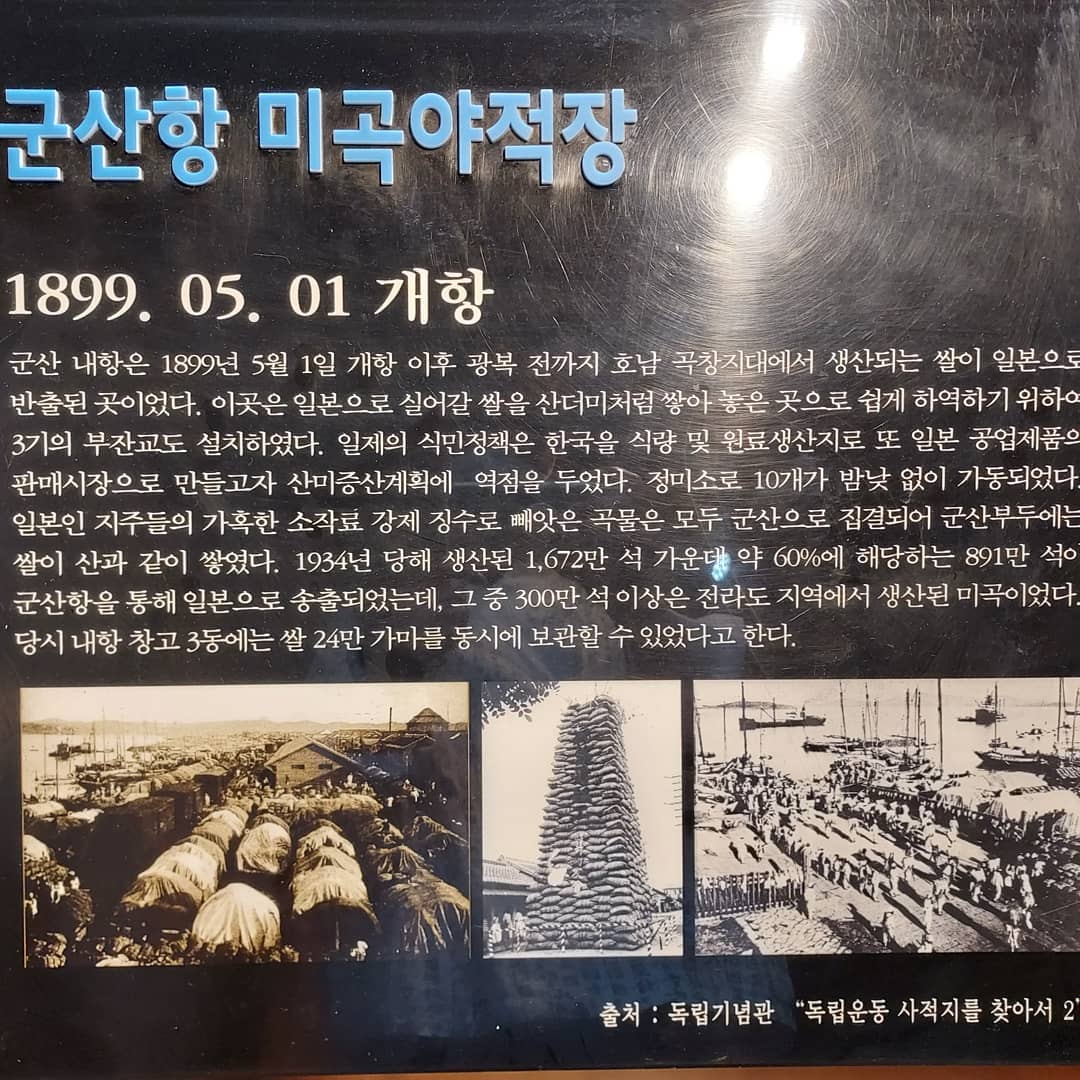 군산항 미곡야적장
1899. 05. 01 개항
군산 내항은 1899년 5월 1일 개항 이후 광복 전까지 호남 곡창지대에서 생산되는 쌀이 일본으로
반출된 곳이었다. 이곳은 일본으로 실어갈 쌀을 산더미처럼 쌓아 놓은 곳으로 쉽게 하역하기 위하여
3기의 부잔교도 설치하였다. 일제의 식민정책은 한국을 식량 및 원료생산지로 또 일본 공업제품의
판매시장으로 만들고자 산미증산계획에 역점을 두었다. 정미소로 10개가 밤낮 없이 가동되었다.
일본인 지주들의 가혹한 소작료 강제 징수로 빼앗은 곡물은 모두 군산으로 집결되어 군산부두에는
쌀이 산과 같이 쌓였다. 1934년 당해 생산된 1,672만 석 가운데 약 60%에 해당하는 891만 석이
군산항을 통해 일본으로 송출되었는데, 그 중 300만 석 이상은 전라도 지역에서 생산된 미곡이었다.
당시 내항 창고 3동에는 쌀 24만 가마를 동시에 보관할 수 있었다고 한다.
출처 : 독립기념관 “독립운동 사적지를 찾아서 2”